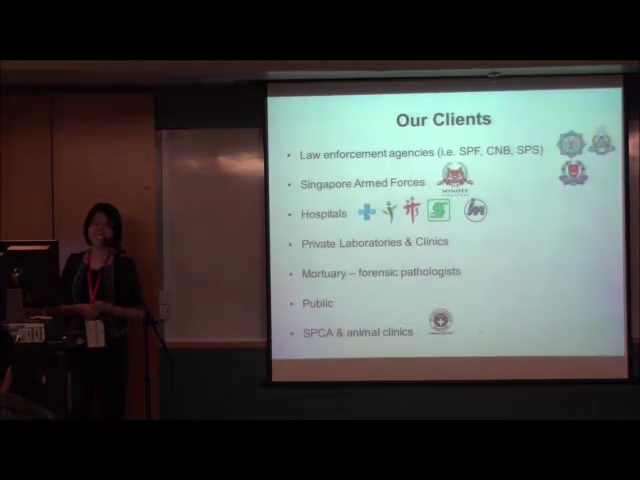 Our Clients
• Law enforcement agencies (i.e. SPF, CNB, SPS)
• Singapore Armed Forces
MINDEF
• Hospitals
• Private Laboratories & Clinics
• Mortuary – forensic pathologists
• Public
• SPCA & animal clinics